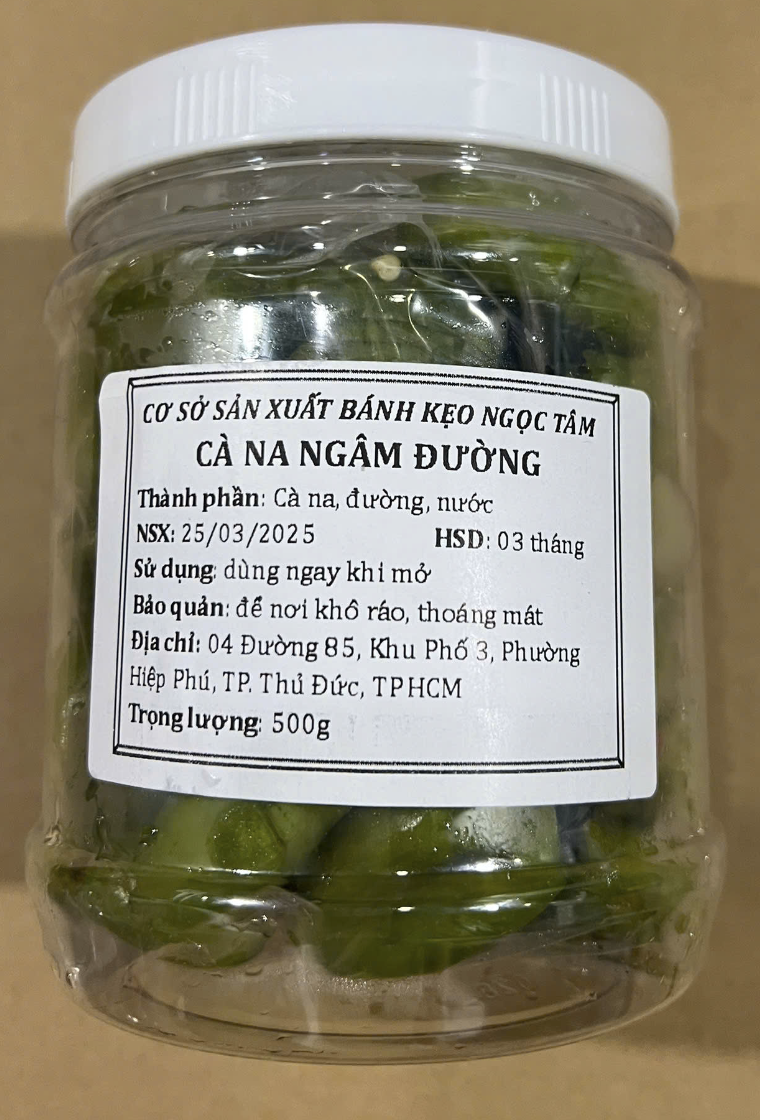 CƠ SỞ SẢN XUẤT BÁNH KẸO NGỌC TÂM
CÀ NA NGÂM ĐƯỜNG
Thành phần: Cà na, đường, nước
NSX: 25/03/2025 HSD: 03 tháng
Sử dụng: dùng ngay khi mở
Bảo quản: để nơi khô ráo, thoáng mát
Địa chỉ: 04 Đường 85, Khu Phố 3, Phường
Hiệp Phú, TP. Thủ Đức, TPHCM
Trọng lượng: 500g